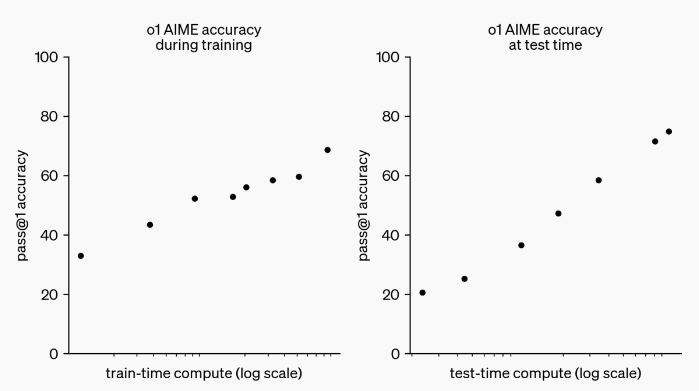 o1 AIME accuracy
during training
100
80
60
40
20
0
pass@1 accuracy
train-time compute (log scale)
o1 AIME accuracy
at test time
100
80
60
40
20
0
pass@1 accuracy
test-time compute (log scale)